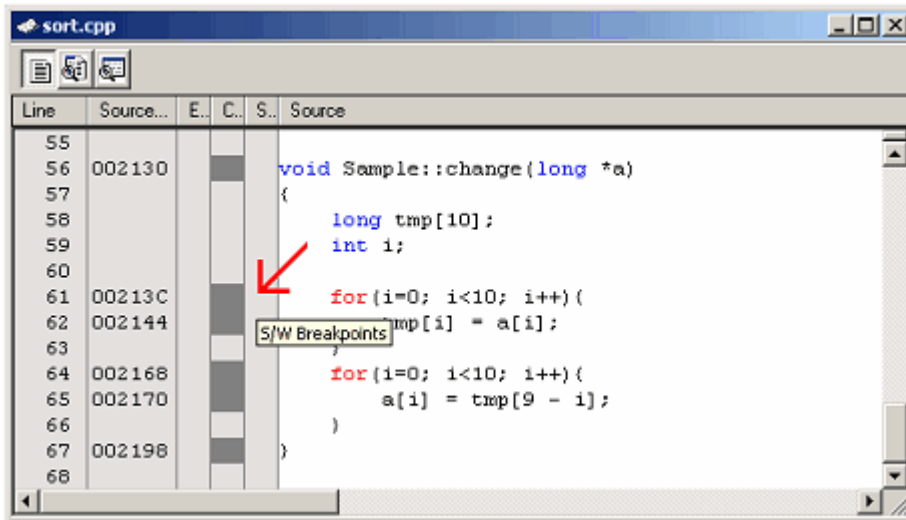 sort.cpp
Line Source... E.. C.. S.. Source
55
56 002130 void Sample::change(long *a)
57 {
58 long tmp[10];
59 int i;
60
61 00213C for(i=0; i<10; i++){
62 002144 tmp[i] = a[i];
S/W Breakpoints
63 }
64 002168 for(i=0; i<10; i++){
65 002170 a[i] = tmp[9 - i];
66 }
67 002198 }
68